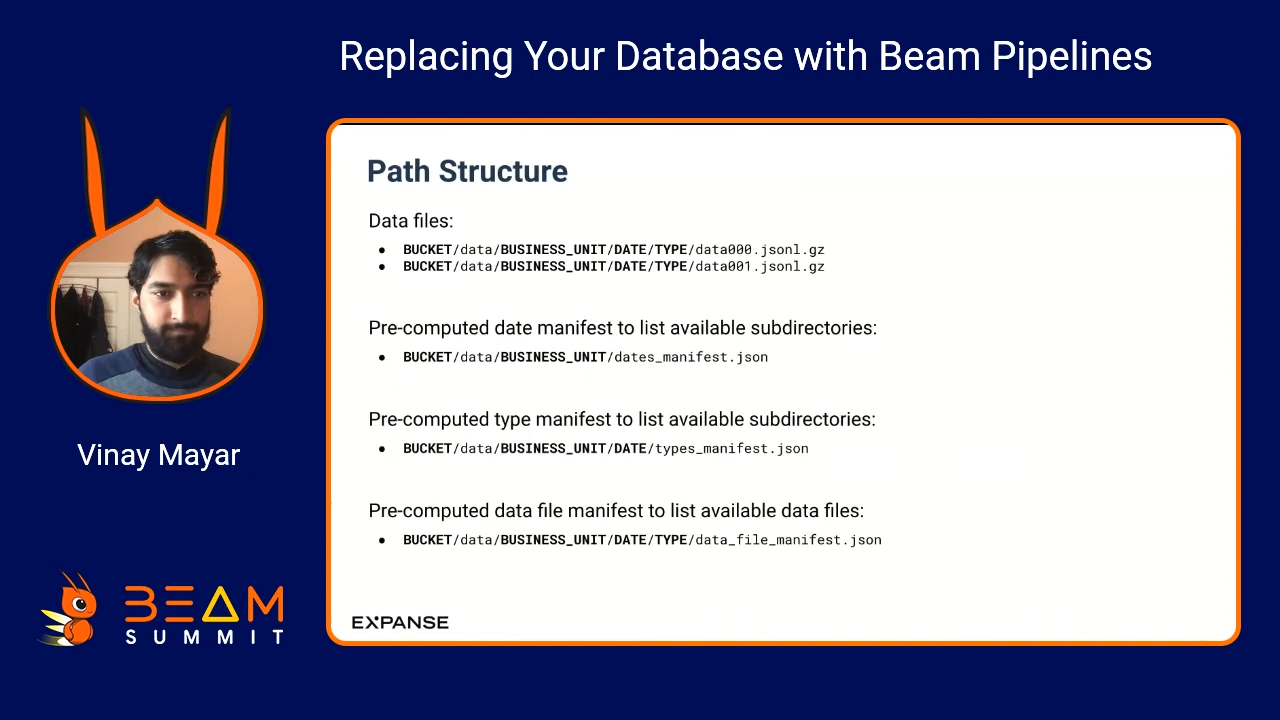 Replacing Your Database with Beam Pipelines
Path Structure
Data files:
● BUCKET/data/BUSINESS_UNIT/DATE/TYPE/data000.jsonl.gz
● BUCKET/data/BUSINESS_UNIT/DATE/TYPE/data001.jsonl.gz
Pre-computed date manifest to list available subdirectories:
● BUCKET/data/BUSINESS_UNIT/dates_manifest.json
Pre-computed type manifest to list available subdirectories:
● BUCKET/data/BUSINESS_UNIT/DATE/types_manifest.json
Pre-computed data file manifest to list available data files:
● BUCKET/data/BUSINESS_UNIT/DATE/TYPE/data_file_manifest.json
EXPANSE
Vinay Mayar
BEAM
SUMMIT